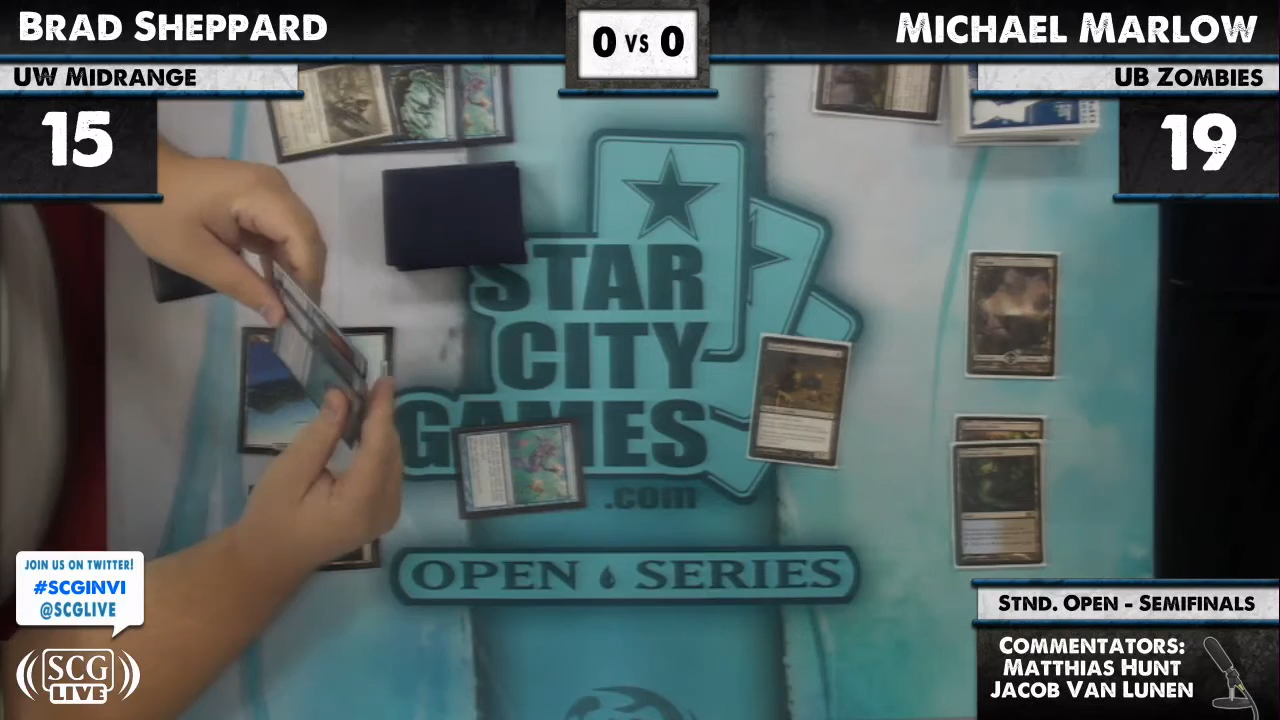 BRAD SHEPPARD
0 VS 0
MICHAEL MARLOW
UW MIDRANGE
UB ZOMBIES
15
19
STAR
CITY
GAMES
.com
OPEN SERIES
JOIN US ON TWITTER!
#SCGINVI
@SCGLIVE
SCG
LIVE
STND. OPEN - SEMIFINALS
COMMENTATORS:
MATTHIAS HUNT
JACOB VAN LUNEN